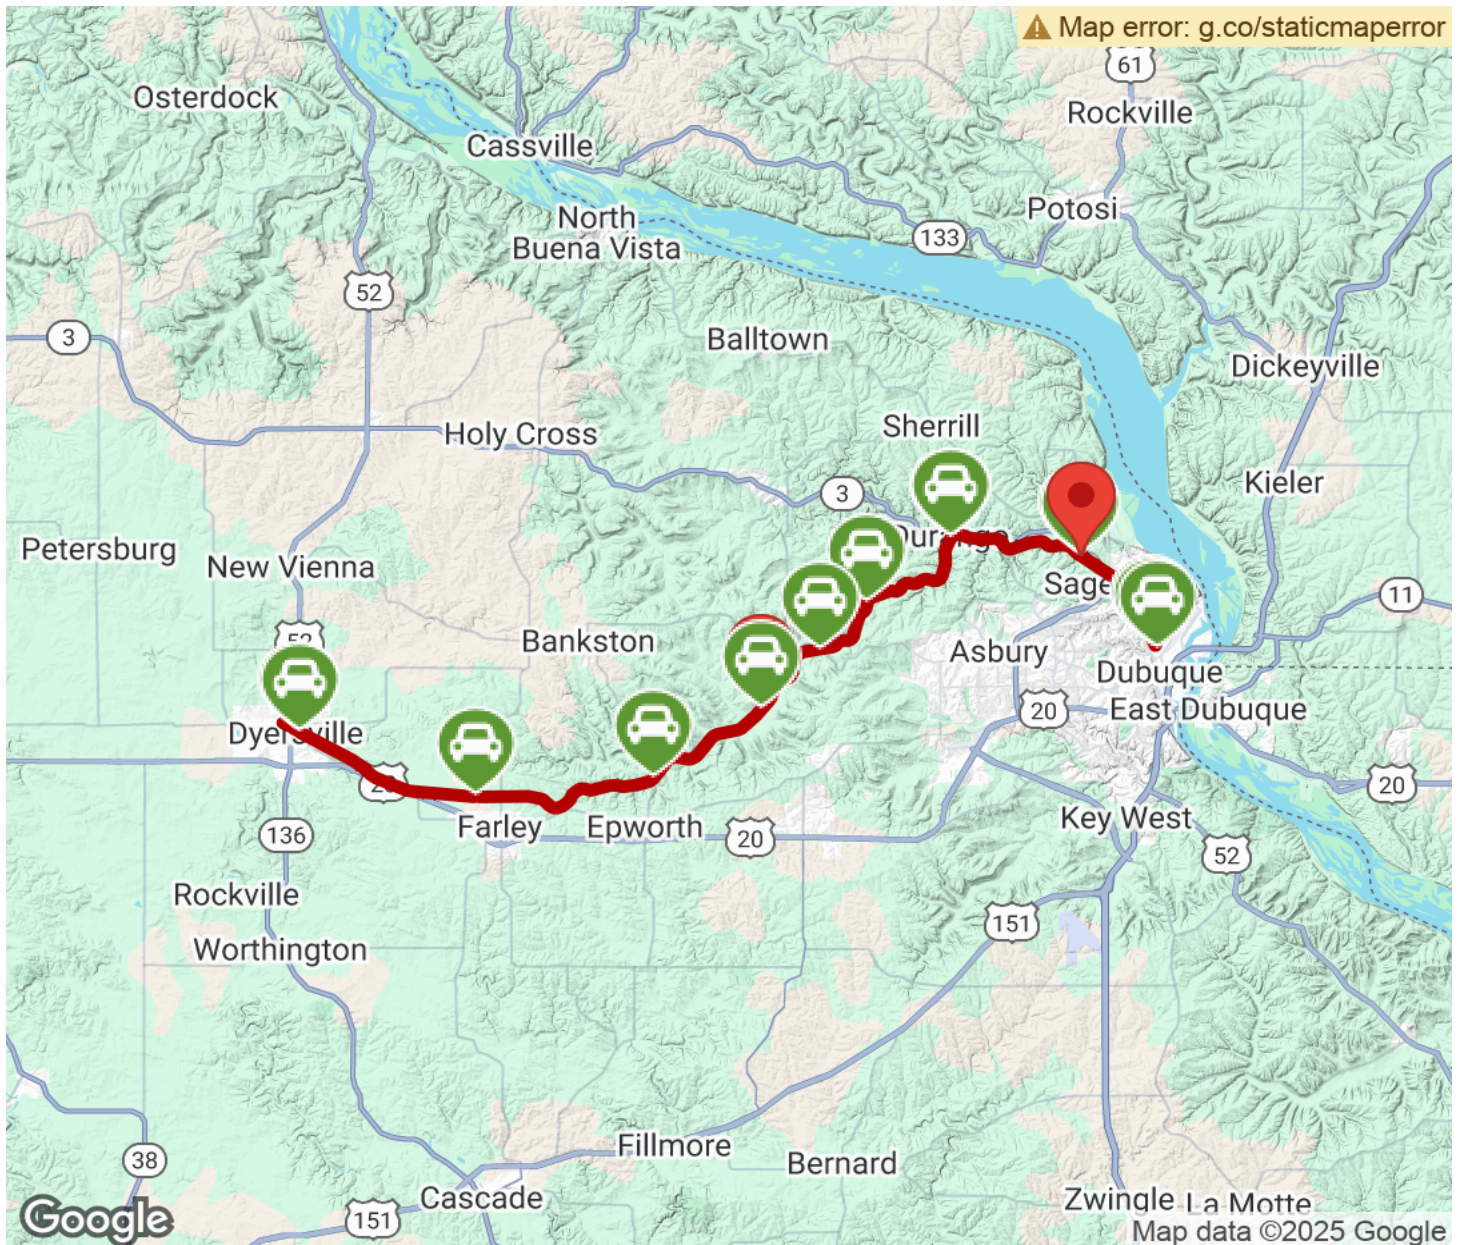 Map error: g.co/staticmaperror
61
Osterdock
Rockville
Cassville
Potosi
North
Buena Vista
133
52
3
Balltown
Dickeyville
Sherrill
Holy Cross
Kieler
3
Petersburg
New Vienna
Sage
11
52
Bankston
Asbury
Dubuque
20
East Dubuque
Dyersville
20
Farley
Epworth
20
Key West
136
52
Rockville
151
Worthington
Fillmore
38
Bernard
Cascade
Zwingle
La Motte
Google
151
Map data ©2025 Google